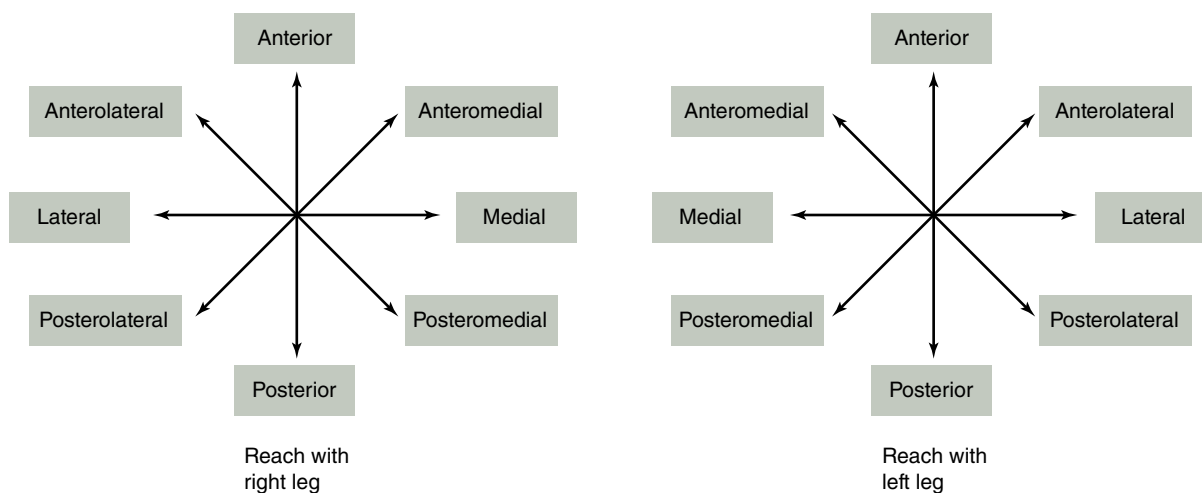 Anterior
Anterolateral
Anteromedial
Lateral
Medial
Posterolateral
Posteromedial
Posterior
Reach with
right leg
Anterior
Anteromedial
Anterolateral
Medial
Lateral
Posteromedial
Posterolateral
Posterior
Reach with
left leg